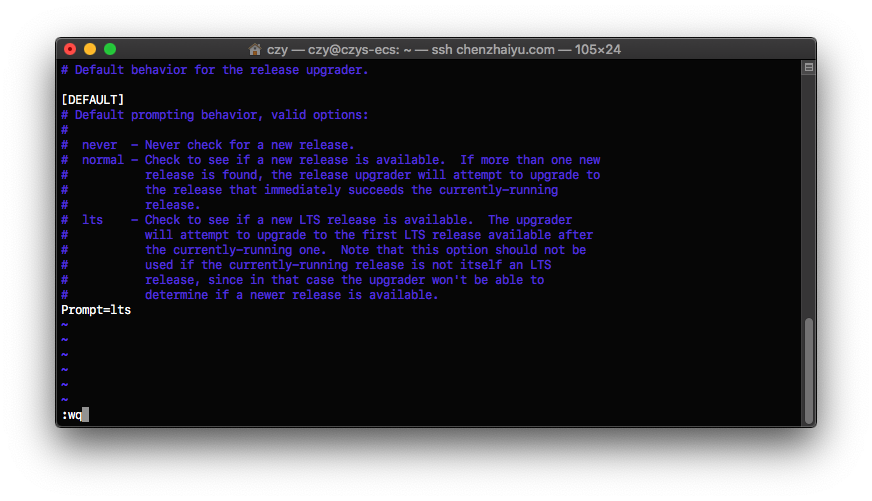 czy — czy@czys-ecs: ~ — ssh chenzhaiyu.com — 105×24
# Default behavior for the release upgrader.
[DEFAULT]
# Default prompting behavior, valid options:
#
#  never  - Never check for a new release.
#  normal - Check to see if a new release is available.  If more than one new
#           release is found, the release upgrader will attempt to upgrade to
#           the release that immediately succeeds the currently-running
#           release.
#  lts    - Check to see if a new LTS release is available.  The upgrader
#           will attempt to upgrade to the first LTS release available after
#           the currently-running one.  Note that this option should not be
#           used if the currently-running release is not itself an LTS
#           release, since in that case the upgrader won't be able to
#           determine if a newer release is available.
Prompt=lts
~
~
~
~
~
~
:wq